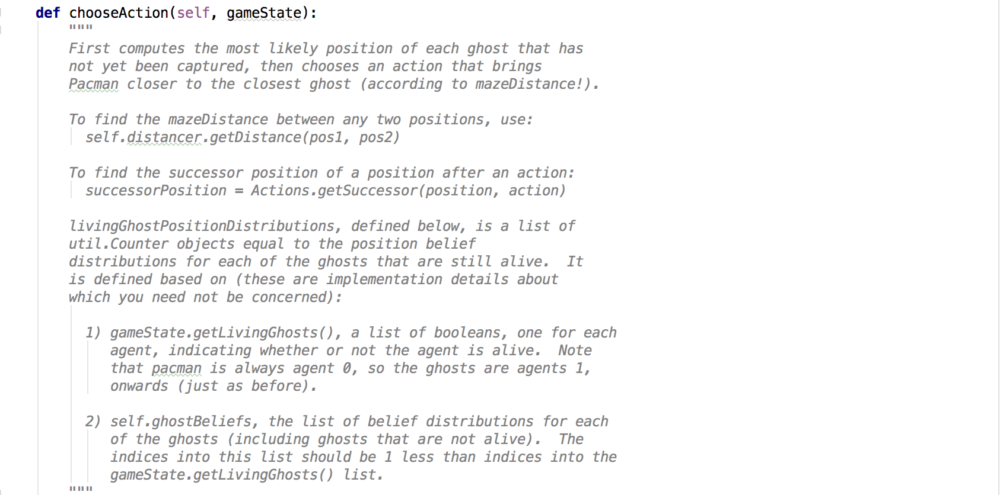 def chooseAction(self, gameState):
"""
First computes the most likely position of each ghost that has
not yet been captured, then chooses an action that brings
Pacman closer to the closest ghost (according to mazeDistance!).
To find the mazeDistance between any two positions, use:
self.distancer.getDistance(pos1, pos2)
To find the successor position of a position after an action:
successorPosition = Actions.getSuccessor(position, action)
livingGhostPositionDistributions, defined below, is a list of
util.Counter objects equal to the position belief
distributions for each of the ghosts that are still alive.  It
is defined based on (these are implementation details about
which you need not be concerned):
1) gameState.getLivingGhosts(), a list of booleans, one for each
agent, indicating whether or not the agent is alive.  Note
that pacman is always agent 0, so the ghosts are agents 1,
onwards (just as before).
2) self.ghostBeliefs, the list of belief distributions for each
of the ghosts (including ghosts that are not alive).  The
indices into this list should be 1 less than indices into the
gameState.getLivingGhosts() list.
"""